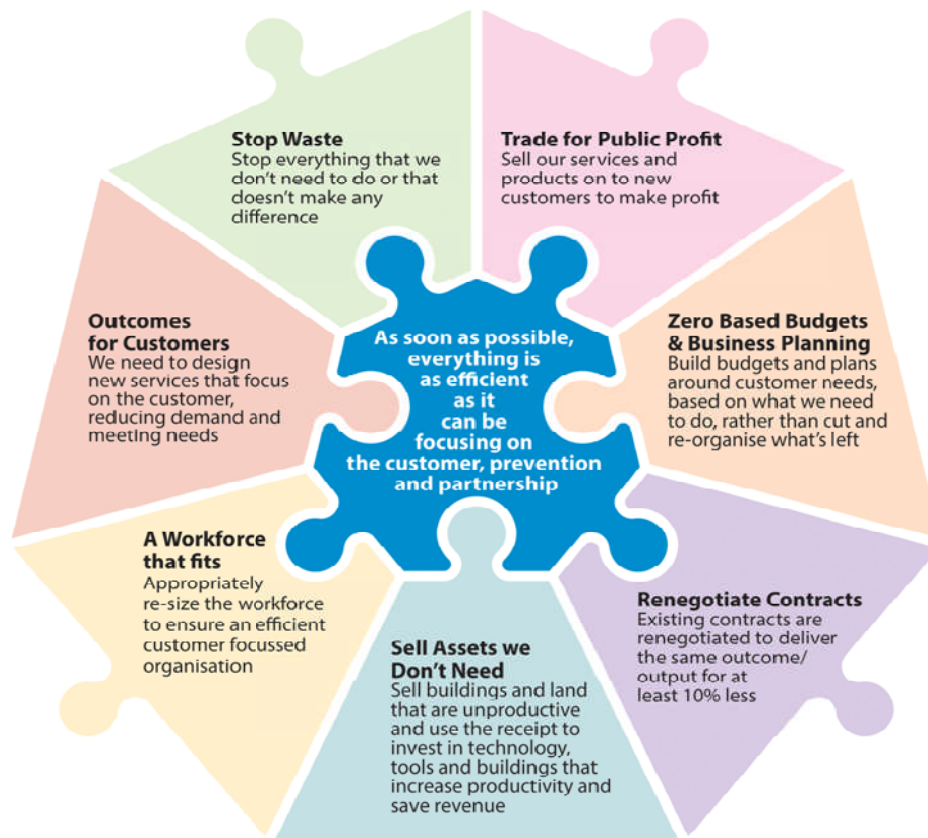 Stop Waste
Stop everything that we
don't need to do or that
doesn't make any
difference
Trade for Public Profit
Sell our services and
products on to new
customers to make profit
Outcomes
for Customers
We need to design
new services that focus
on the customer,
reducing demand and
meeting needs
As soon as possible,
everything is
as efficient
as it
can be
focusing on
the customer, prevention
and partnership
Zero Based Budgets
& Business Planning
Build budgets and plans
around customer needs,
based on what we need
to do, rather than cut and
re-organise what's left
A Workforce
that fits
Appropriately
re-size the workforce
to ensure an efficient
customer focussed
organisation
Sell Assets we
Don't Need
Sell buildings and land
that are unproductive
and use the receipt to
invest in technology,
tools and buildings that
increase productivity and
save revenue
Renegotiate Contracts
Existing contracts are
renegotiated to deliver
the same outcome/
output for at
least 10% less